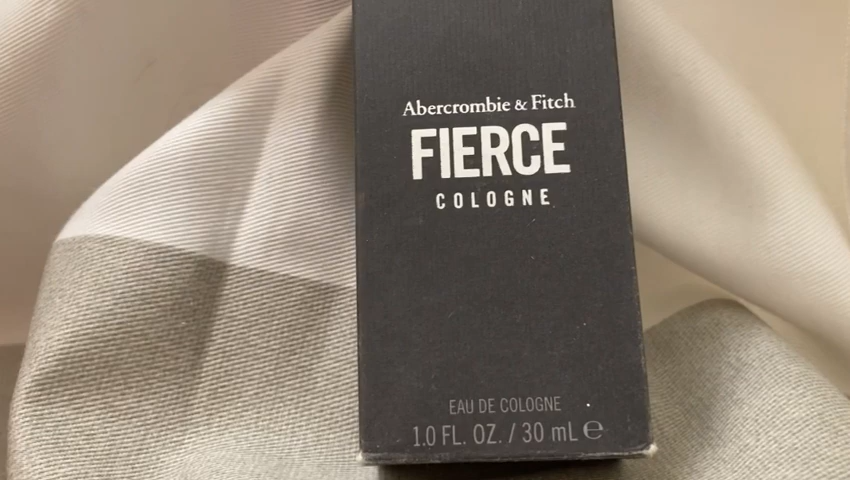 Abercrombie & Fitch
FIERCE
COLOGNE
EAU DE COLOGNE
1.0 FL. OZ. / 30 mL ℮